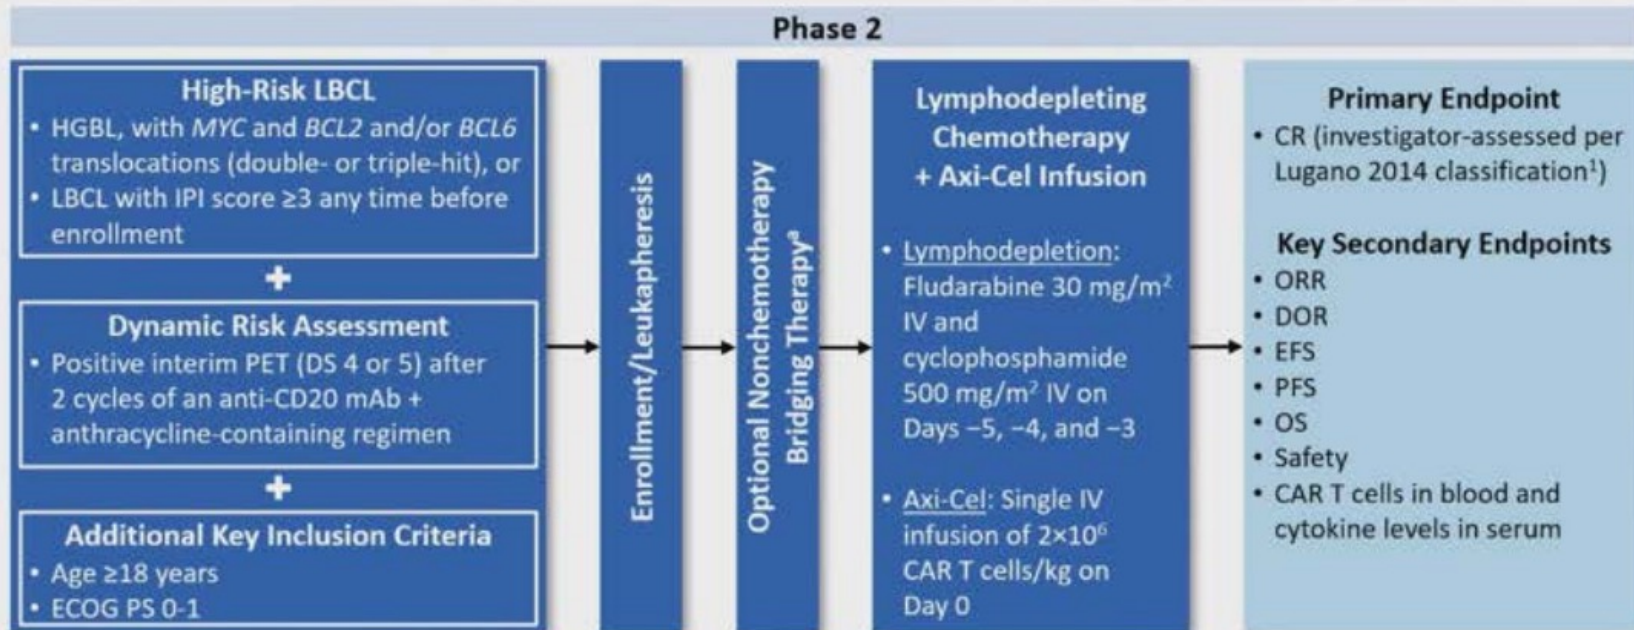 Phase 2
High-Risk LBCL
• HGBL, with MYC and BCL2 and/or BCL6
translocations (double- or triple-hit), or
• LBCL with IPI score ≥3 any time before
enrollment
+
Dynamic Risk Assessment
• Positive interim PET (DS 4 or 5) after
2 cycles of an anti-CD20 mAb +
anthracycline-containing regimen
+
Additional Key Inclusion Criteria
• Age ≥18 years
• ECOG PS 0-1
Enrollment/Leukapheresis
Optional Nonchemotherapy
Bridging Therapyᵃ
Lymphodepleting
Chemotherapy
+ Axi-Cel Infusion
• Lymphodepletion:
Fludarabine 30 mg/m²
IV and
cyclophosphamide
500 mg/m² IV on
Days −5, −4, and −3
• Axi-Cel: Single IV
infusion of 2×10⁶
CAR T cells/kg on
Day 0
Primary Endpoint
• CR (investigator-assessed per
Lugano 2014 classification¹)
Key Secondary Endpoints
• ORR
• DOR
• EFS
• PFS
• OS
• Safety
• CAR T cells in blood and
cytokine levels in serum